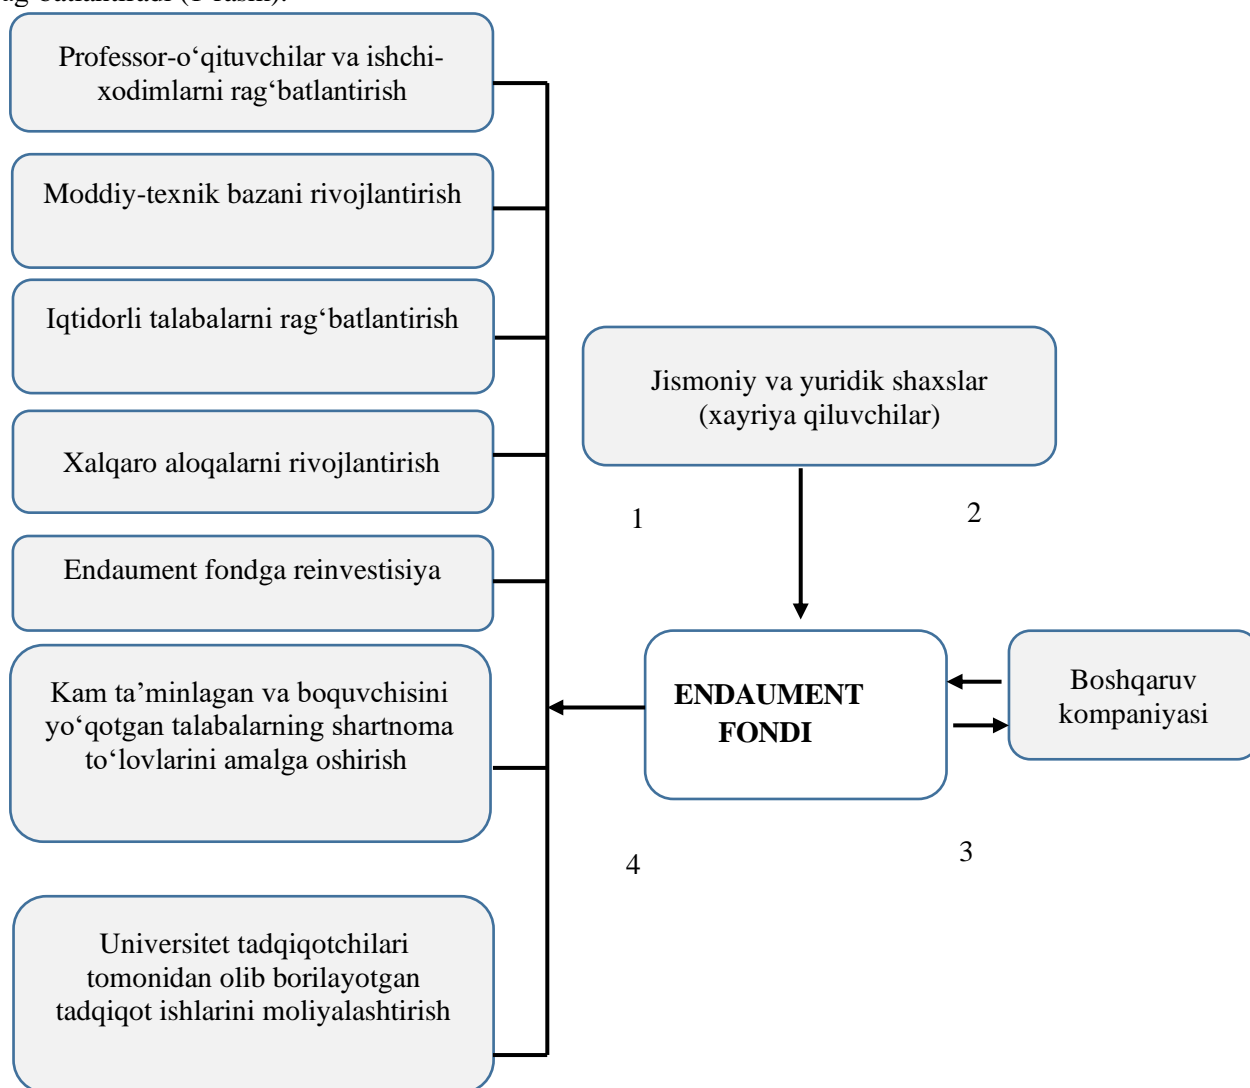 Professor-o‘qituvchilar va ishchi-
xodimlarni rag‘batlantirish
Moddiy-texnik bazani rivojlantirish
Iqtidorli talabalarni rag‘batlantirish
Xalqaro aloqalarni rivojlantirish
Endaument fondga reinvestisiya
Kam ta’minlagan va boquvchisini
yo‘qotgan talabalarning shartnoma
to‘lovlarini amalga oshirish
Universitet tadqiqotchilari
tomonidan olib borilayotgan
tadqiqot ishlarini moliyalashtirish
Jismoniy va yuridik shaxslar
(xayriya qiluvchilar)
1
2
ENDAUMENT
FONDI
Boshqaruv
kompaniyasi
4
3